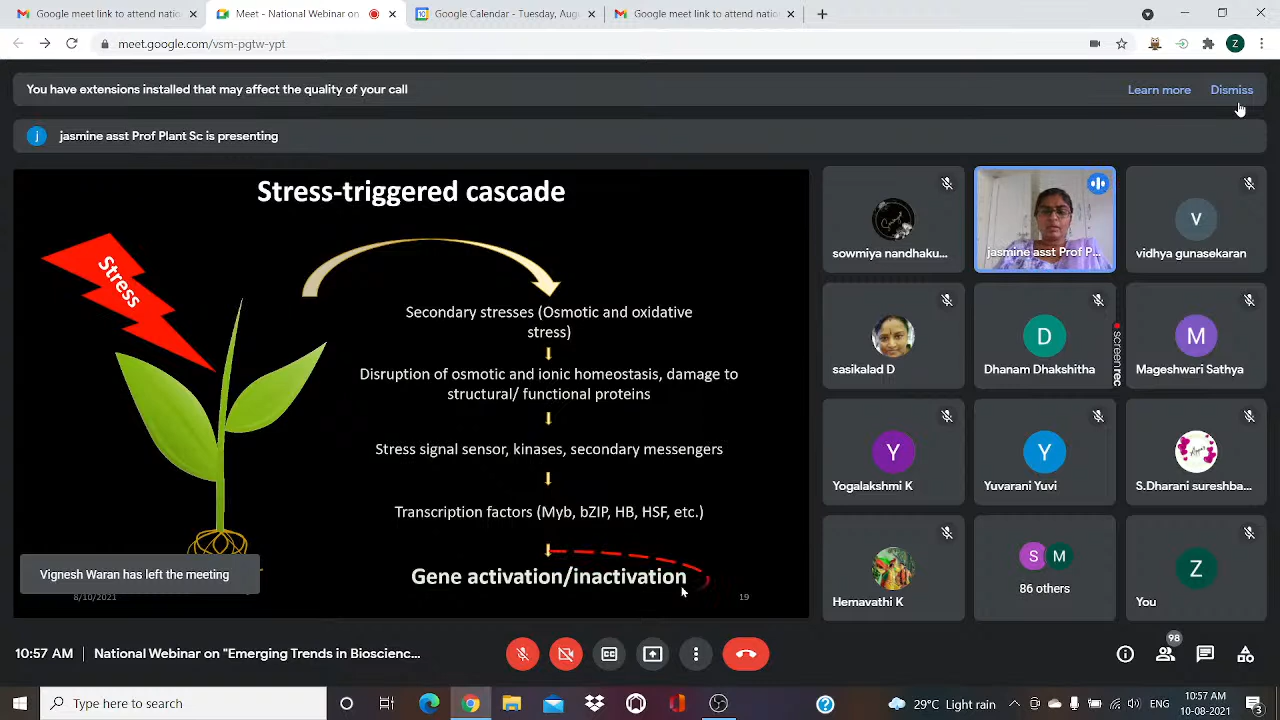 Google meet link to attend nation
Meet - National Webinar on
Google Calendar - Tuesday, Aug
Google meet link to attend natio
meet.google.com/vsm-pgtw-ypt
Z
You have extensions installed that may affect the quality of your call
Learn more
Dismiss
j
jasmine asst Prof Plant Sc is presenting
Stress-triggered cascade
Stress
Secondary stresses (Osmotic and oxidative
stress)
Disruption of osmotic and ionic homeostasis, damage to
structural/ functional proteins
Stress signal sensor, kinases, secondary messengers
Transcription factors (Myb, bZIP, HB, HSF, etc.)
Gene activation/inactivation
8/10/2021
19
Vignesh Waran has left the meeting
sowmiya nandhaku...
jasmine asst Prof P...
V
vidhya gunasekaran
sasikalad D
D
Dhanam Dhakshitha
screenrec
M
Mageshwari Sathya
Y
Yogalakshmi K
Y
Yuvarani Yuvi
S.Dharani sureshba...
Hemavathi K
S
M
86 others
Z
You
10:57 AM
National Webinar on "Emerging Trends in Bioscienc...
98
Type here to search
29°C Light rain
ENG
10:57 AM
10-08-2021
3